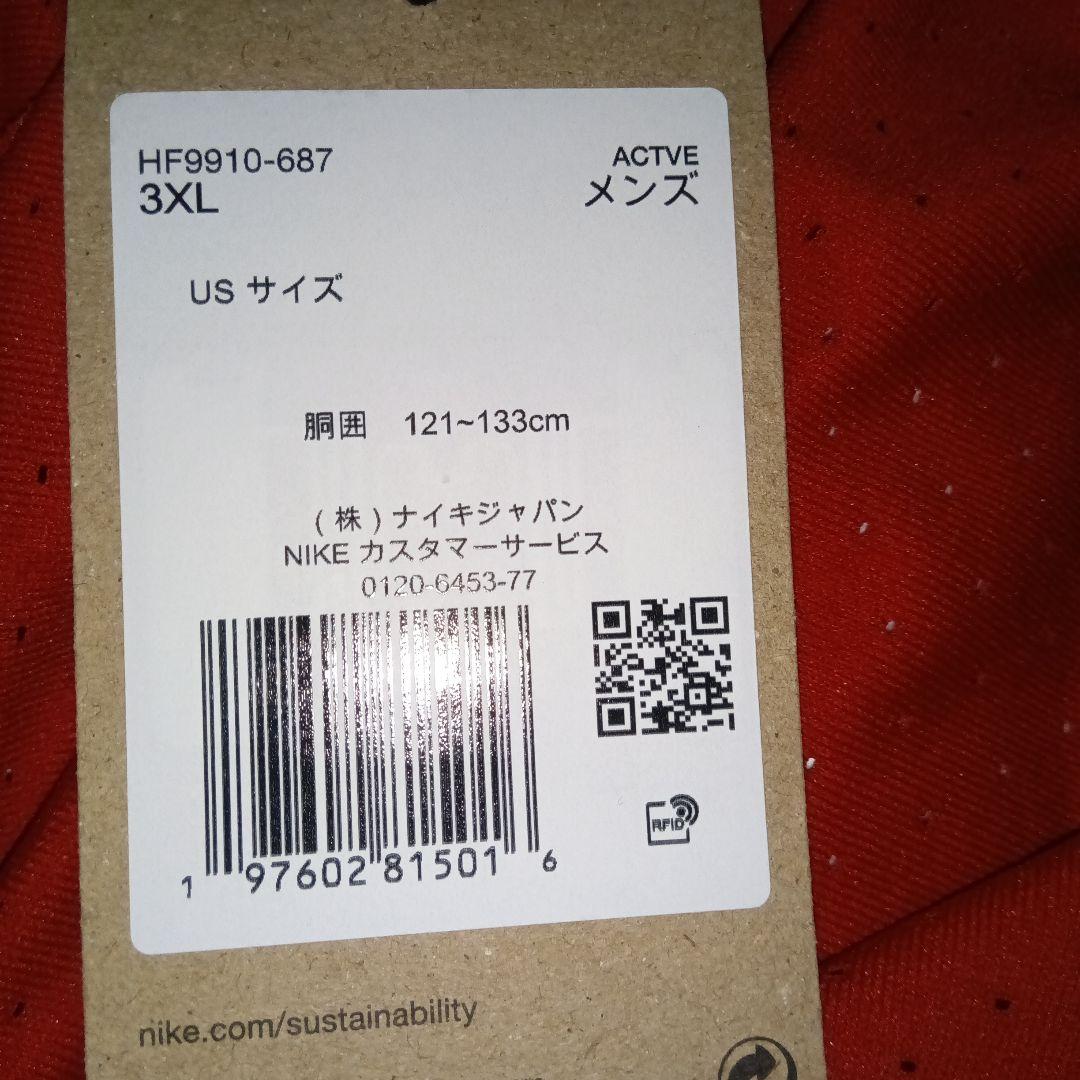 HF9910-687
ACTVE
3XL
メンズ
US サイズ
胴囲 121~133cm
(株)ナイキジャパン
NIKE カスタマーサービス
0120-6453-77
1 97602 81501 6
RFID
nike.com/sustainability